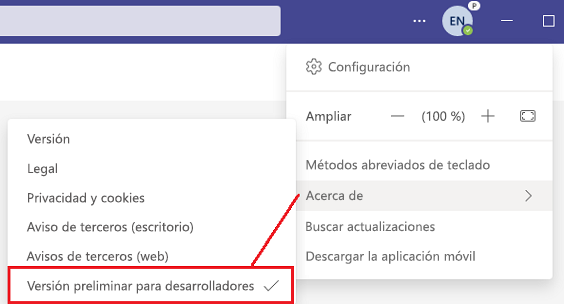 P
EN
Configuración
Ampliar — (100 %) +
Métodos abreviados de teclado
Acerca de
Buscar actualizaciones
Descargar la aplicación móvil
Versión
Legal
Privacidad y cookies
Aviso de terceros (escritorio)
Avisos de terceros (web)
Versión preliminar para desarrolladores